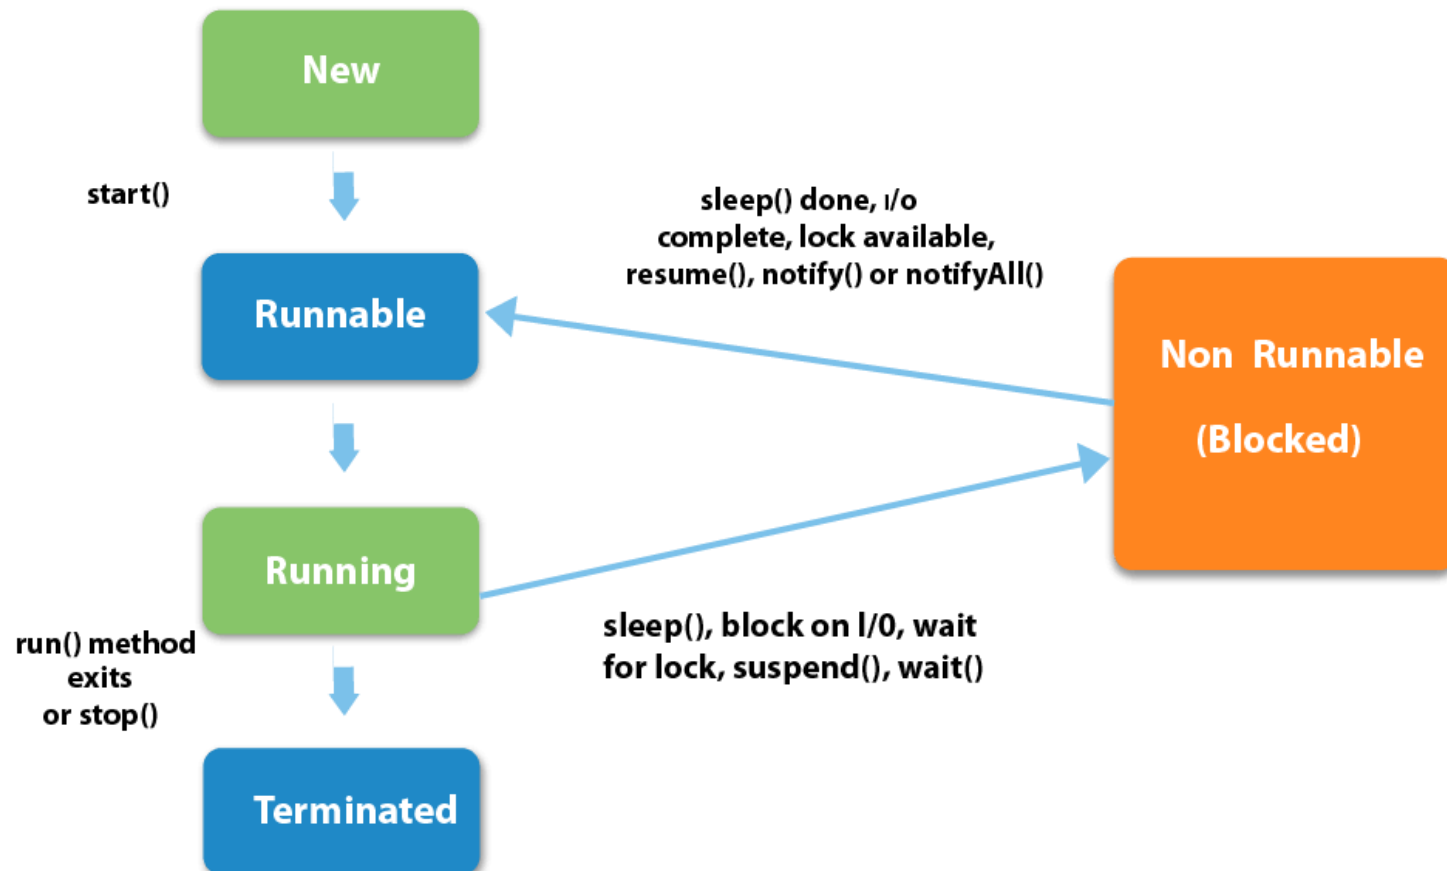 New
start()
sleep() done, I/o
complete, lock available,
resume(), notify() or notifyAll()
Runnable
Non Runnable
(Blocked)
Running
sleep(), block on l/0, wait
for lock, suspend(), wait()
run() method
exits
or stop()
Terminated